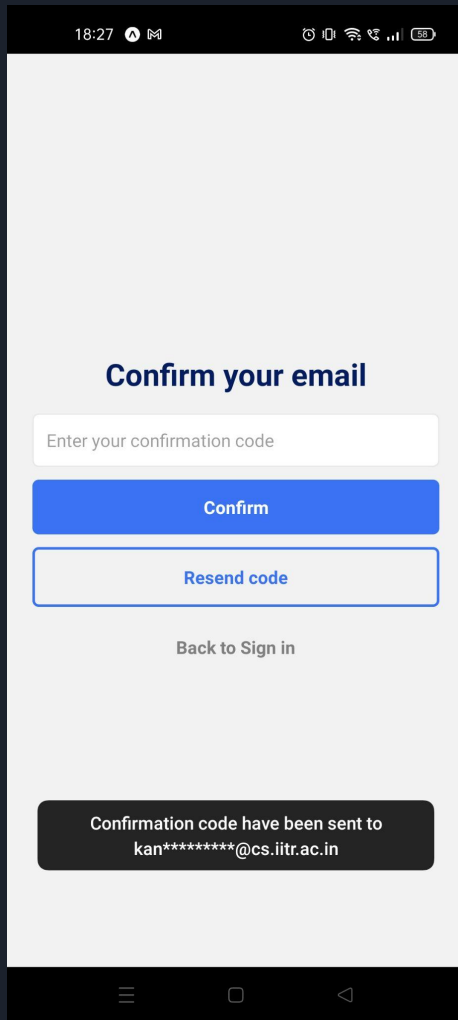 18:27
58
Confirm your email
Enter your confirmation code
Confirm
Resend code
Back to Sign in
Confirmation code have been sent to
kan*********@cs.iitr.ac.in